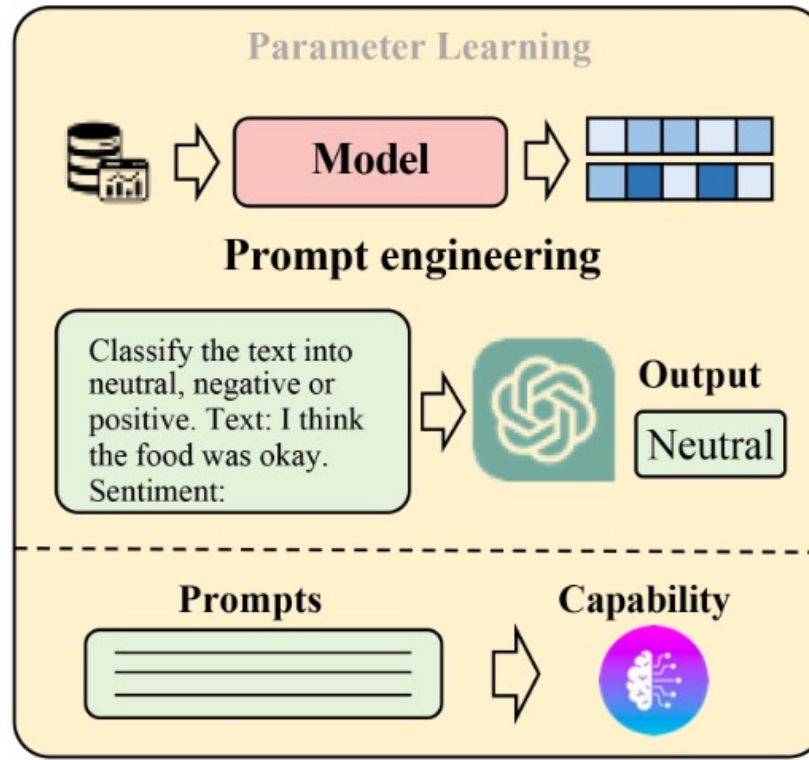 Parameter Learning
Model
Prompt engineering
Classify the text into
neutral, negative or
positive. Text: I think
the food was okay.
Sentiment:
Output
Neutral
Prompts
Capability